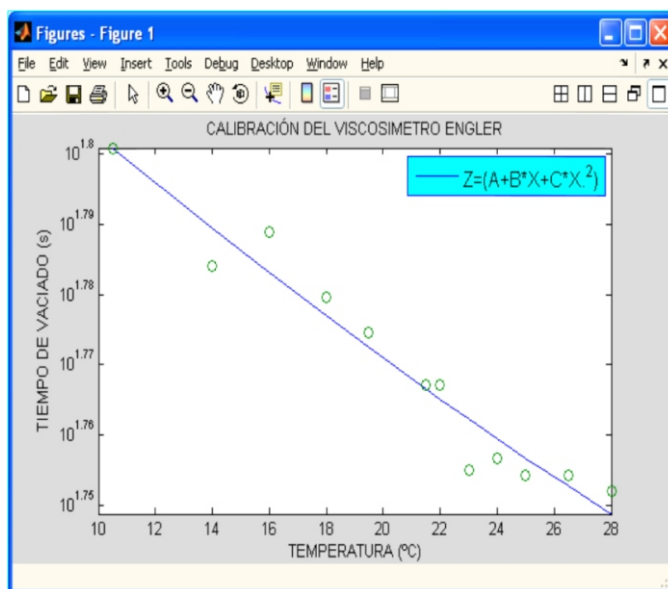 Figures - Figure 1
File Edit View Insert Tools Debug Desktop Window Help
CALIBRACIÓN DEL VISCOSIMETRO ENGLER
Z=(A+B*X+C*X.²)
TIEMPO DE VACIADO (s)
10^1.8
10^1.79
10^1.78
10^1.77
10^1.76
10^1.75
10 12 14 16 18 20 22 24 26 28
TEMPERATURA (ºC)